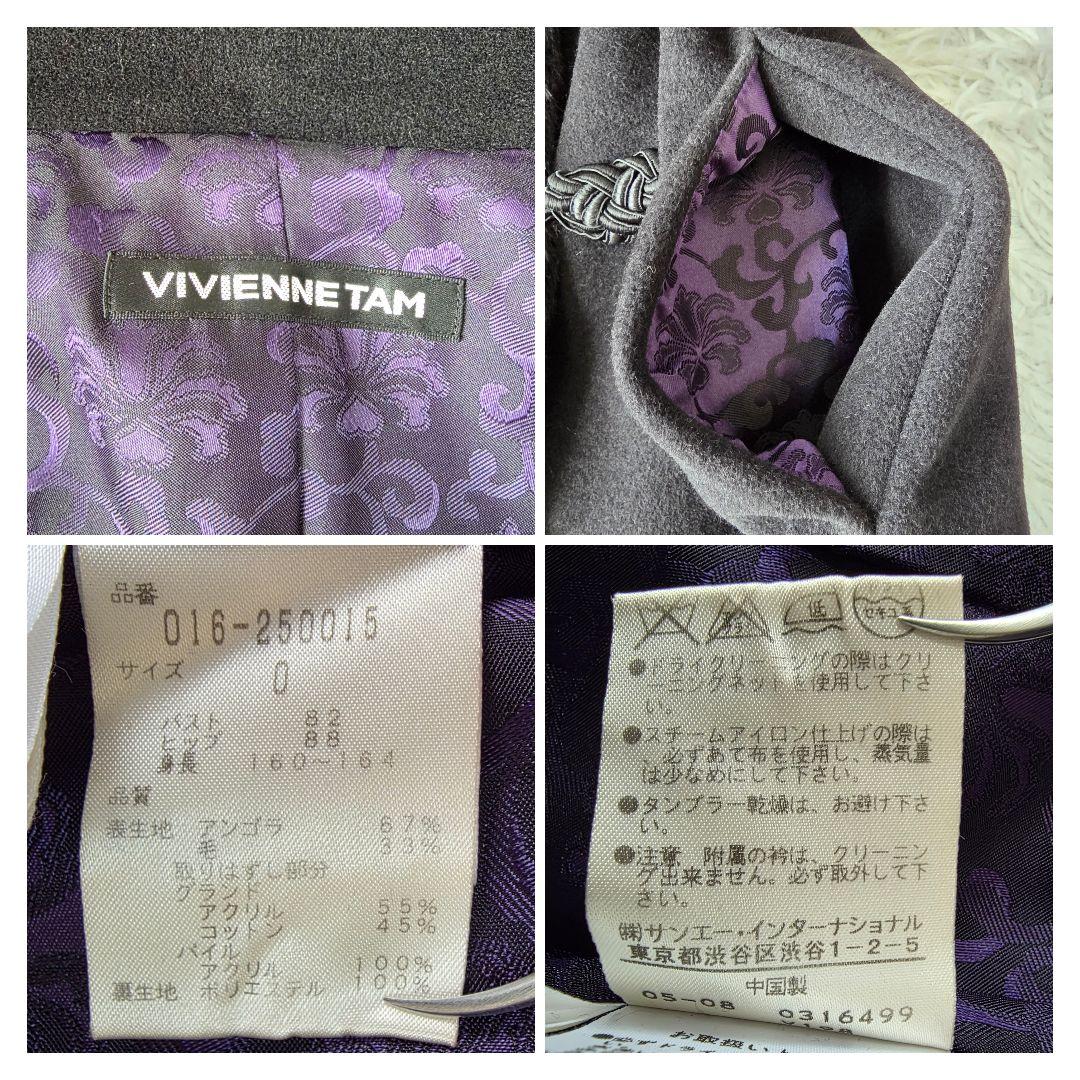 VIVIENNE TAM
品番
016-250015
サイズ
0
バスト 82
ヒップ 88
身長 160〜164
品質
表生地 アンゴラ 67%
毛 33%
取りはずし部分
グランド
アクリル 55%
コットン 45%
パイル
アクリル 100%
裏生地 ポリエステル 100%
低
セキユ系
●ドライクリーニングの際はクリ
ーニングネットを使用して下さ
い。
●スチームアイロン仕上げの際は
、必ずあて布を使用し、蒸気量
は少なめにして下さい。
●タンブラー乾燥は、お避け下さ
い。
●注意 附属の衿は、クリーニン
グ出来ません。必ず取外して下
さい。
㈱サンエー・インターナショナル
東京都渋谷区渋谷1-2-5
中国製
05-08 0316499
お取扱い